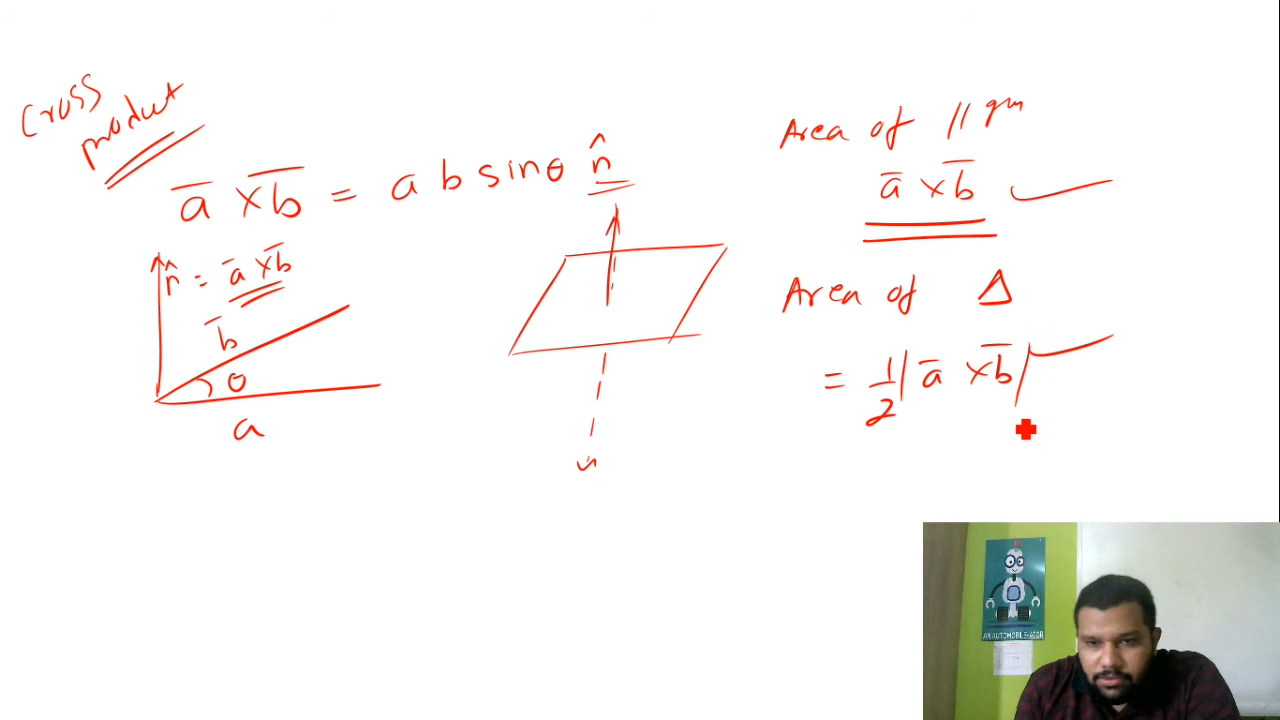 Cross
product
a̅ × b̅ = a b sinθ n̂
n̂ = a̅ × b̅
b̅
θ
a
Area of || gm
a̅ × b̅
Area of Δ
= 1/2 | a̅ × b̅ |